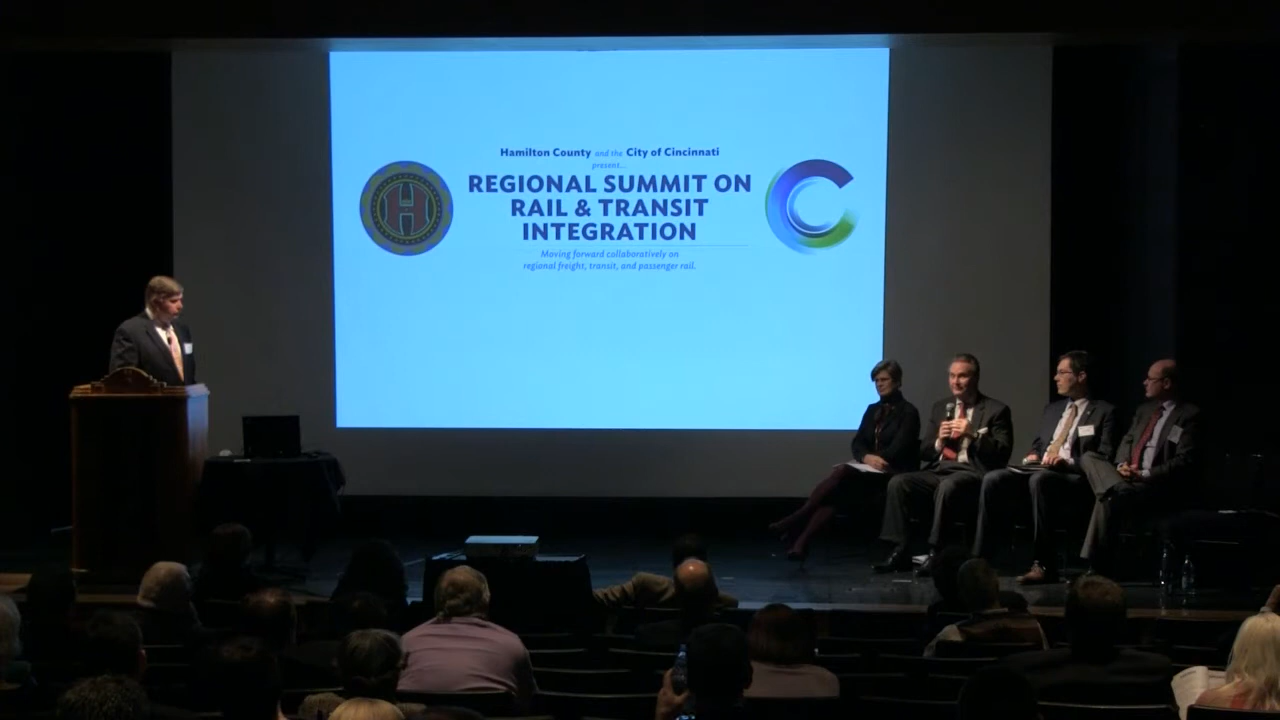 Hamilton County and the City of Cincinnati
present...
REGIONAL SUMMIT ON
RAIL & TRANSIT
INTEGRATION
Moving forward collaboratively on
regional freight, transit, and passenger rail.
H
C